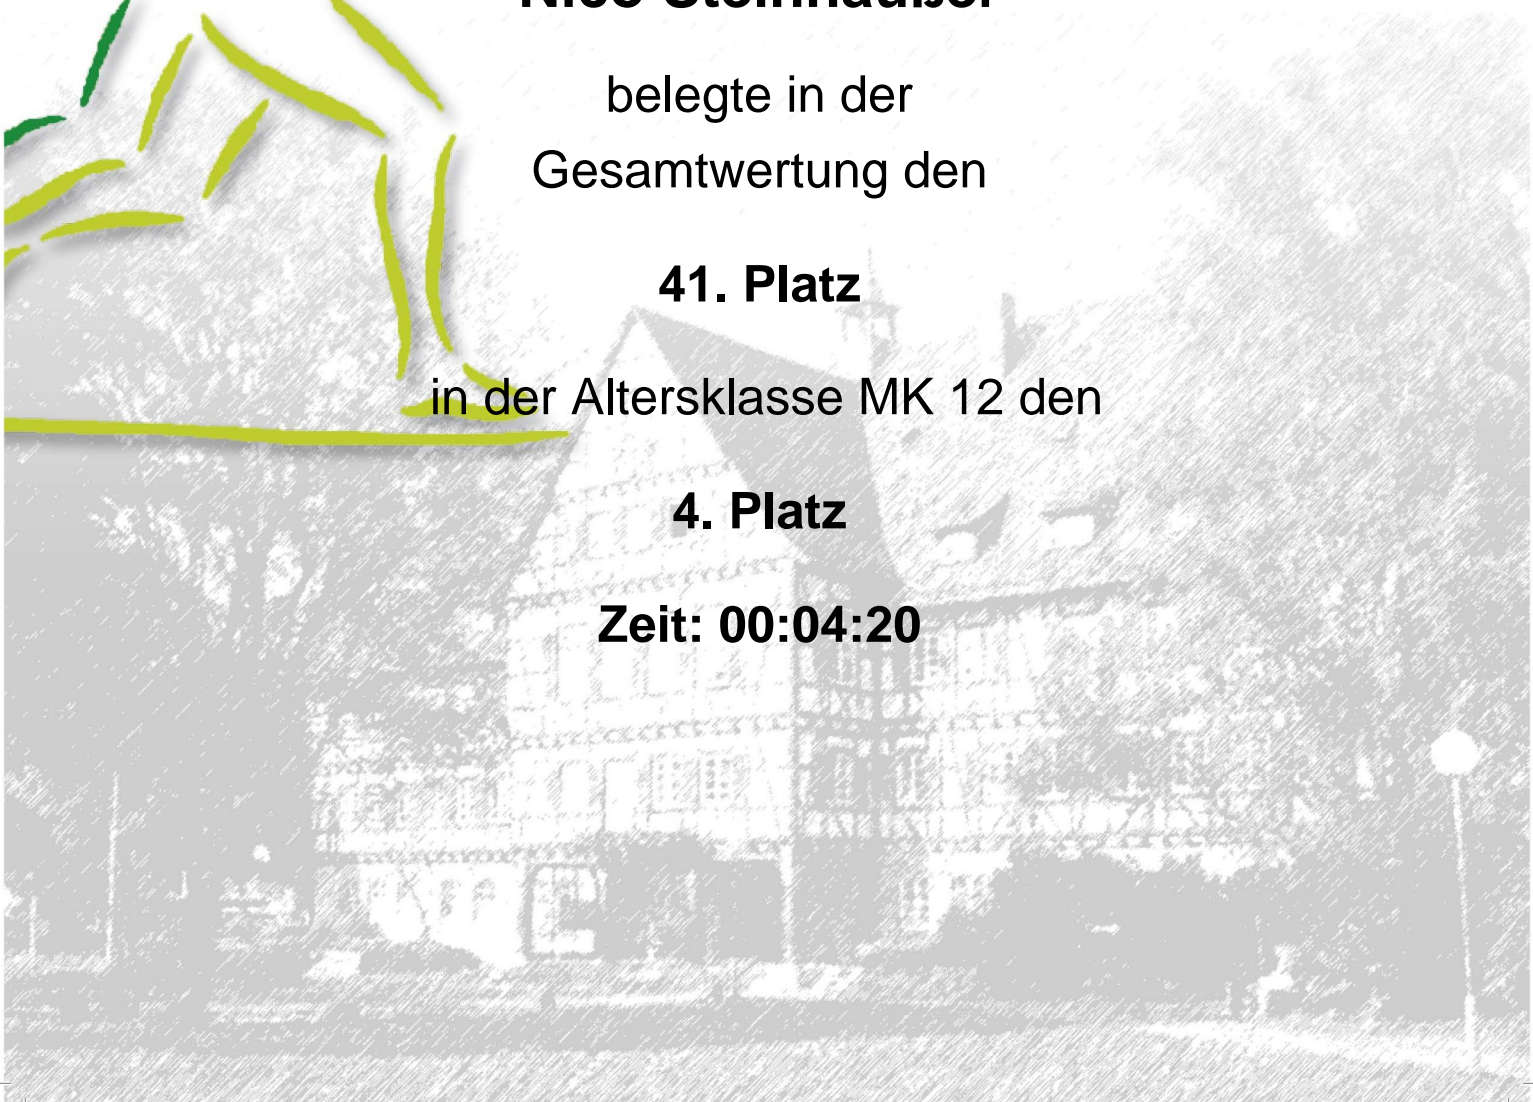 belegte in der
Gesamtwertung den
41. Platz
in der Altersklasse MK 12 den
4. Platz
Zeit: 00:04:20